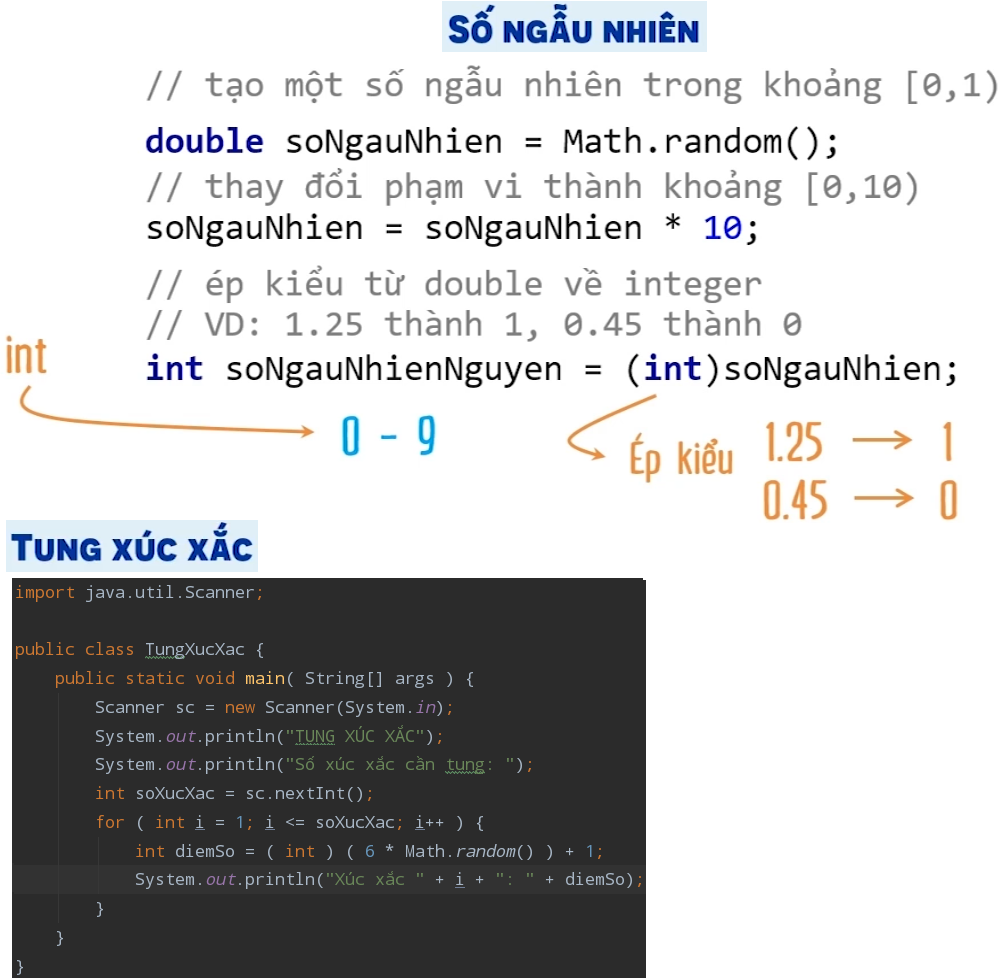 SỐ NGẪU NHIÊN
// tạo một số ngẫu nhiên trong khoảng [0,1)
double soNgauNhien = Math.random();
// thay đổi phạm vi thành khoảng [0,10)
soNgauNhien = soNgauNhien * 10;
// ép kiểu từ double về integer
// VD: 1.25 thành 1, 0.45 thành 0
int soNgauNhienNguyen = (int)soNgauNhien;
int
0 - 9
Ép kiểu
1.25 → 1
0.45 → 0
TUNG XÚC XẮC
import java.util.Scanner;
public class TungXucXac {
    public static void main( String[] args ) {
        Scanner sc = new Scanner(System.in);
        System.out.println("TUNG XÚC XẮC");
        System.out.println("Số xúc xắc cần tung: ");
        int soXucXac = sc.nextInt();
        for ( int i = 1; i <= soXucXac; i++ ) {
            int diemSo = ( int ) ( 6 * Math.random() ) + 1;
            System.out.println("Xúc xắc " + i + ": " + diemSo);
        }
    }
}